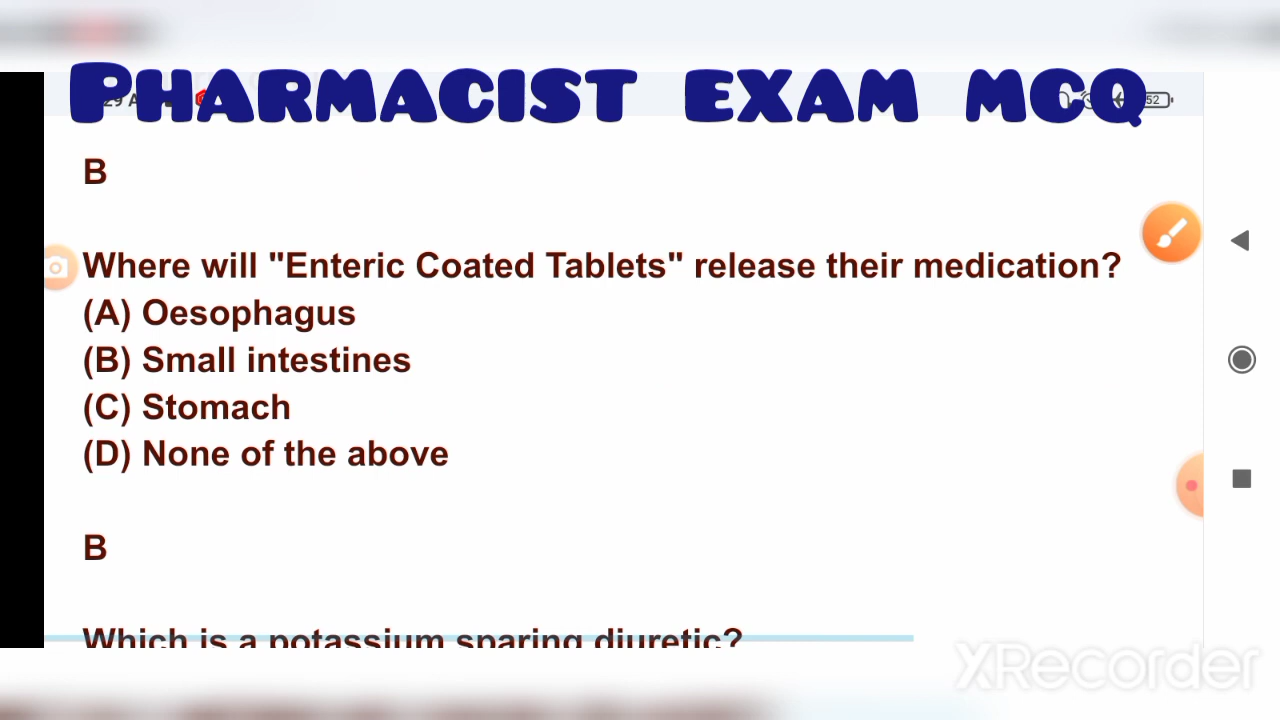 PHARMACIST EXAM MCQ
52
B
Where will "Enteric Coated Tablets" release their medication?
(A) Oesophagus
(B) Small intestines
(C) Stomach
(D) None of the above
B
Which is a potassium sparing diuretic?
XRecorder